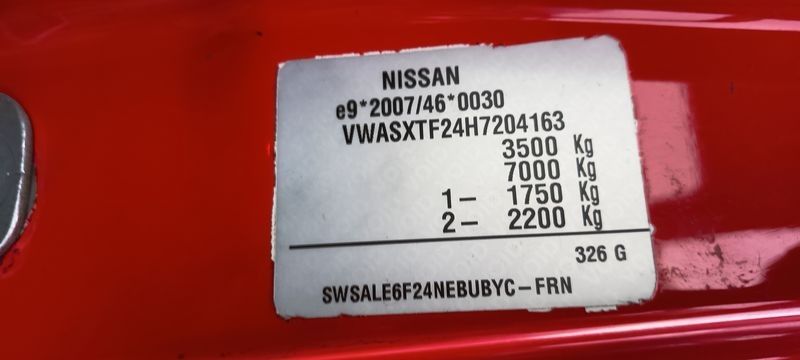 NISSAN
e9*2007/46*0030
VWASXTF24H7204163
3500 Kg
7000 Kg
1- 1750 Kg
2- 2200 Kg
326 G
SWSALE6F24NEBUBYC-FRN